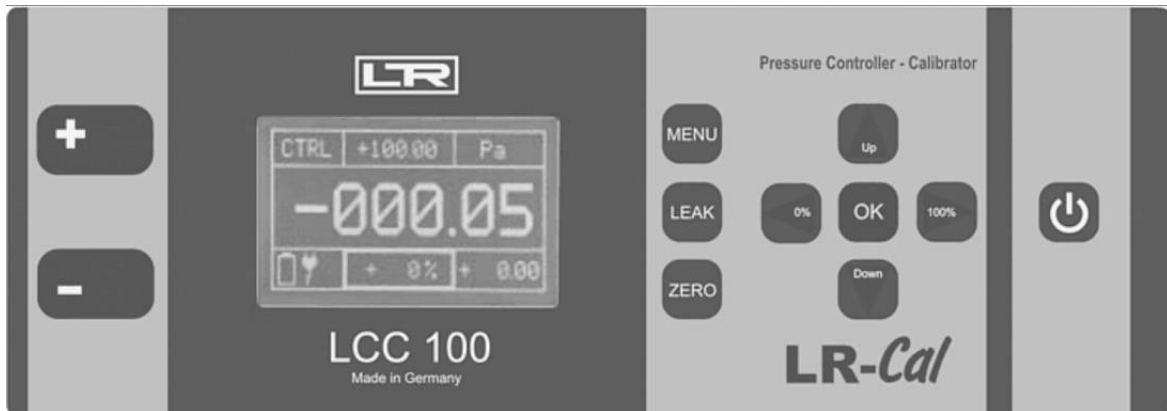 +
-
LR
CTRL +100.00 Pa
-000.05
+ 0% + 0.00
LCC 100
Made in Germany
Pressure Controller - Calibrator
MENU
LEAK
ZERO
Up
0% OK 100%
Down
LR-Cal